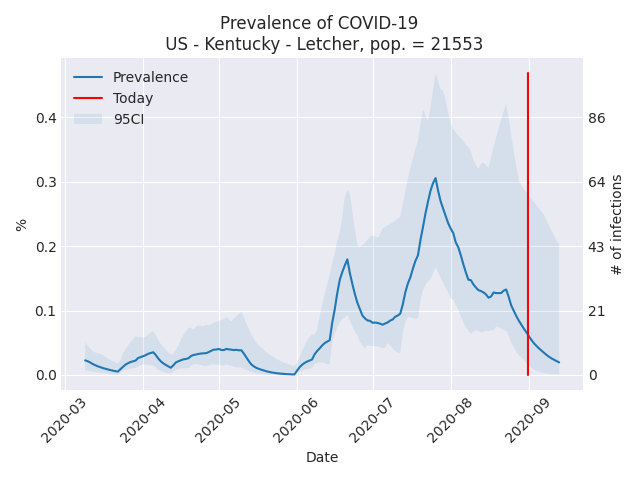 Prevalence of COVID-19
US - Kentucky - Letcher, pop. = 21553
Prevalence
Today
95CI
0.4
0.3
0.2
0.1
0.0
%
86
64
43
21
0
# of infections
2020-03
2020-04
2020-05
2020-06
2020-07
2020-08
2020-09
Date